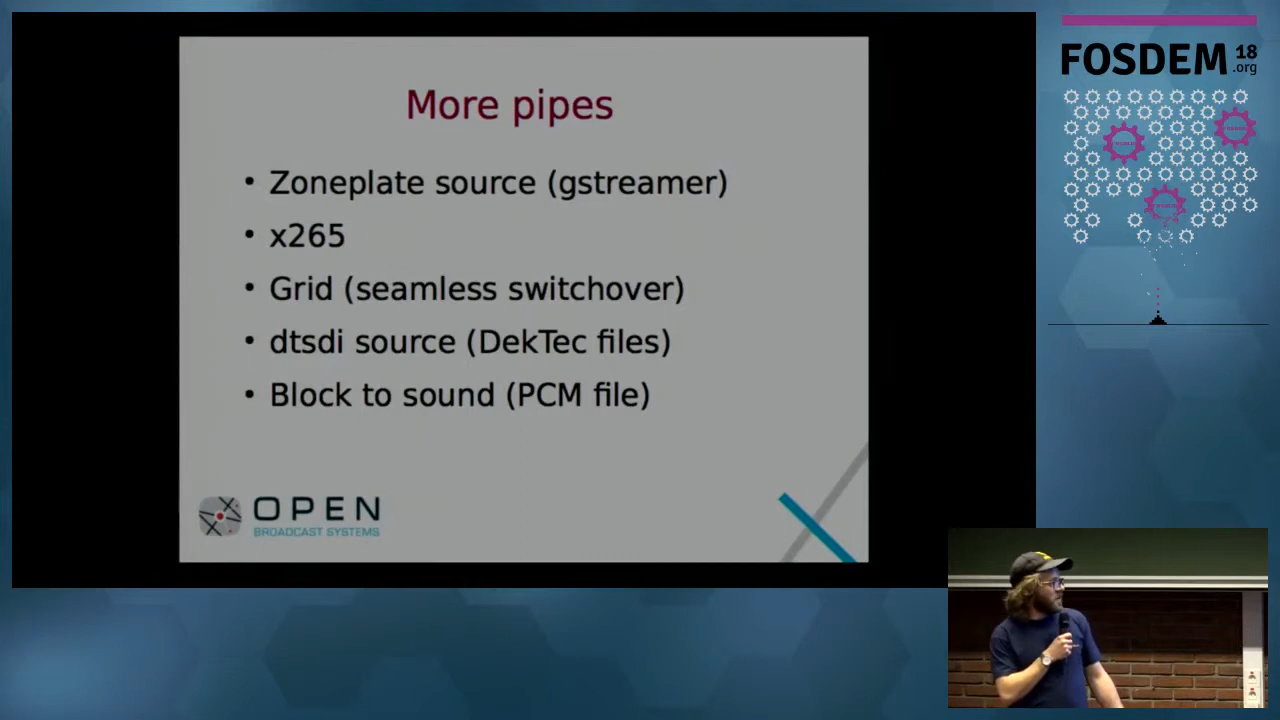 More pipes
• Zoneplate source (gstreamer)
• x265
• Grid (seamless switchover)
• dtsdi source (DekTec files)
• Block to sound (PCM file)
OPEN
BROADCAST SYSTEMS
FOSDEM 18
.org